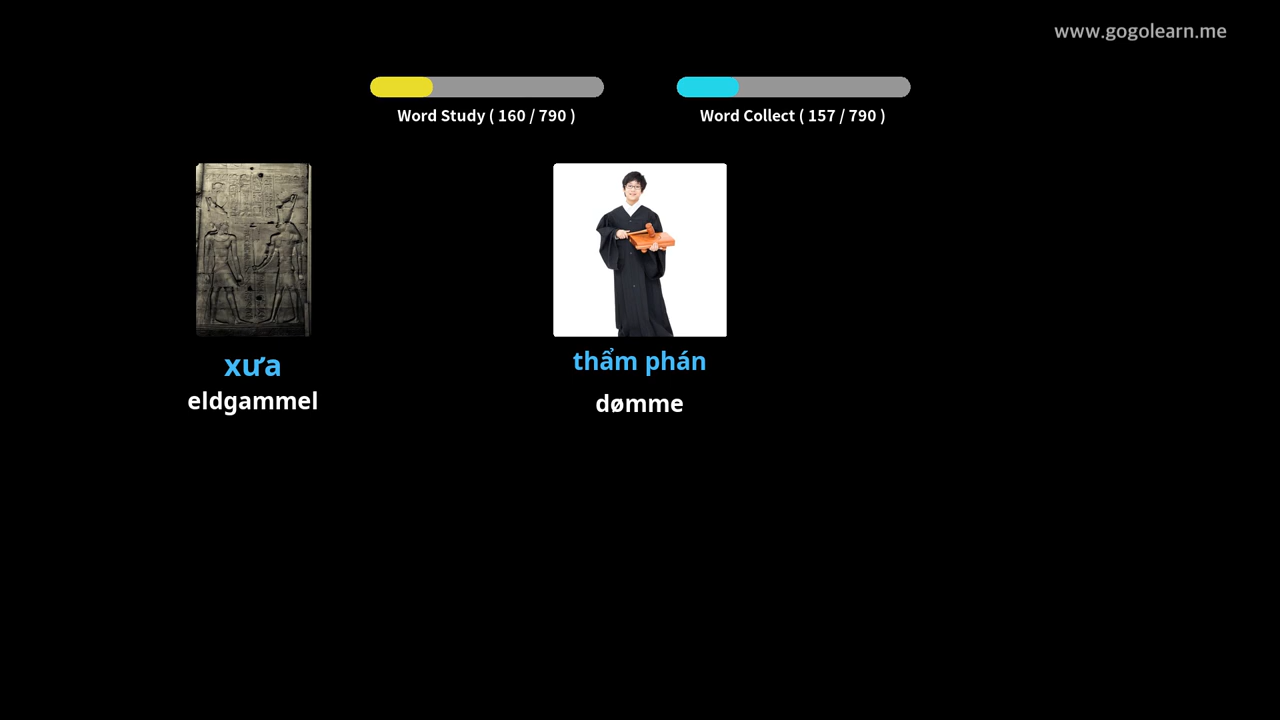 www.gogolearn.me
Word Study ( 160 / 790 )
Word Collect ( 157 / 790 )
xưa
eldgammel
thẩm phán
dømme